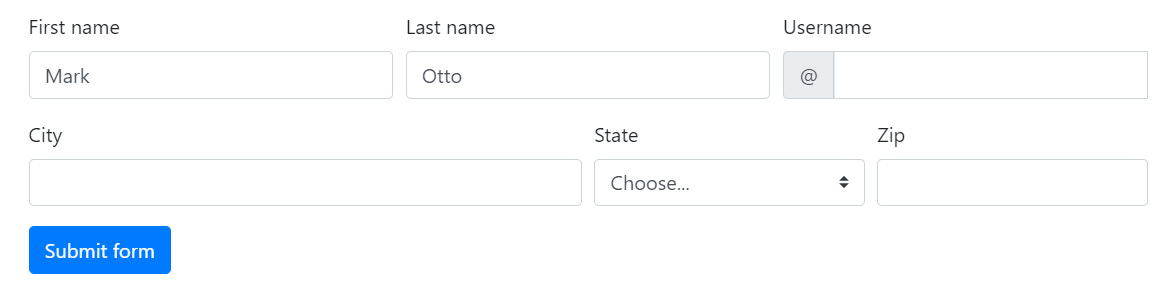 First name Last name Username
Mark Otto @
City State Zip
Choose...
Submit form